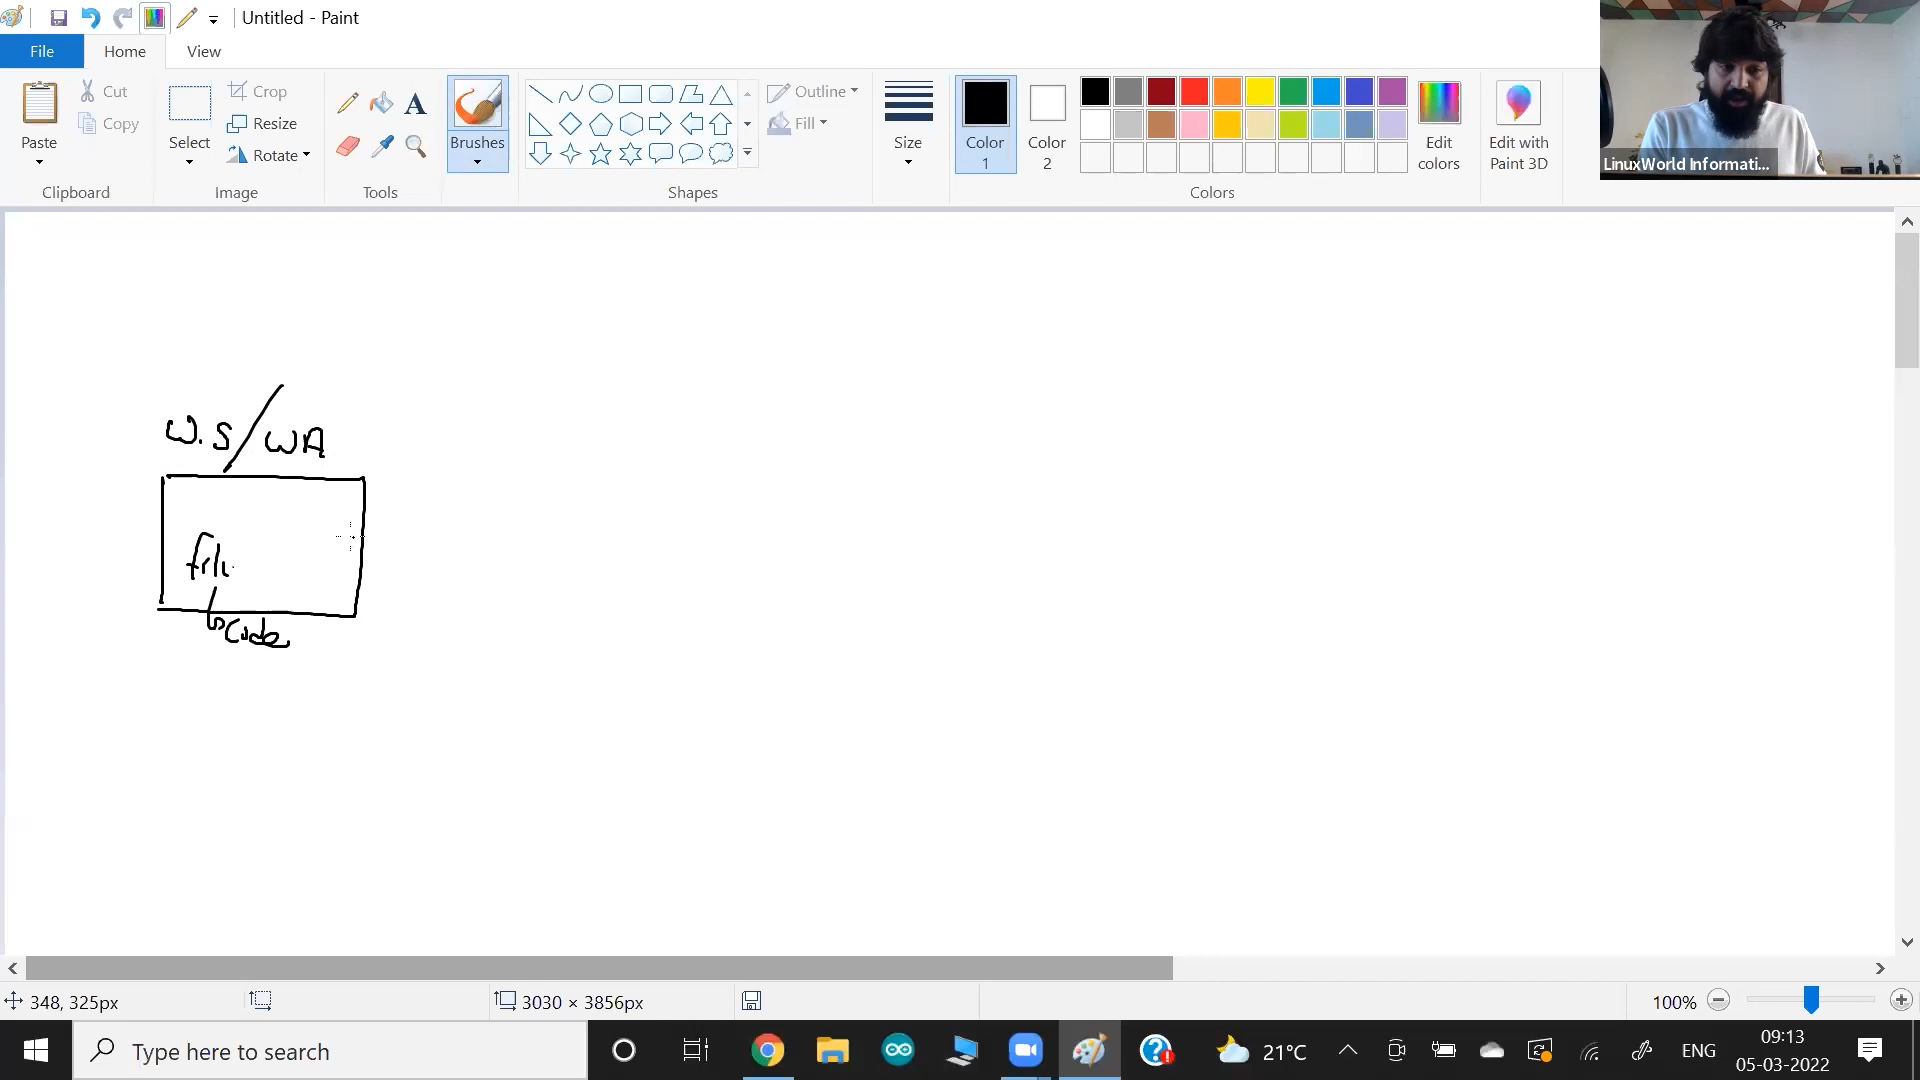 Untitled - Paint
File Home View
Paste
Cut
Copy
Clipboard
Select
Crop
Resize
Rotate
Image
Tools
Brushes
Shapes
Outline
Fill
Size
Color 1
Color 2
Colors
Edit colors
Edit with Paint 3D
LinuxWorld Informati...
W.S/WA
Code
348, 325px
3030 × 3856px
100%
Type here to search
21°C
ENG
09:13
05-03-2022